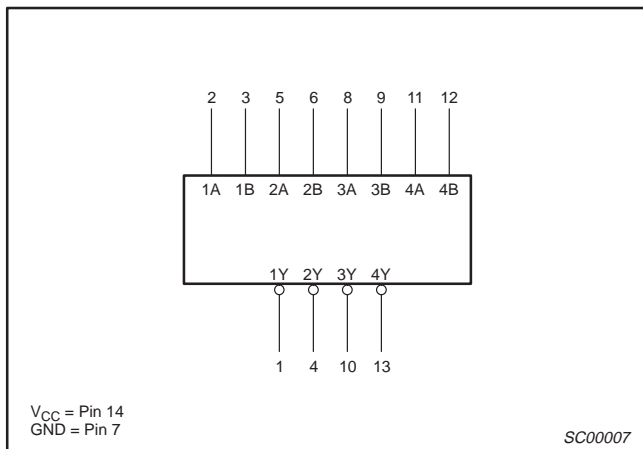 2 3 5 6 8 9 11 12
1A 1B 2A 2B 3A 3B 4A 4B
1Y 2Y 3Y 4Y
1 4 10 13
VCC = Pin 14
GND = Pin 7
SC00007